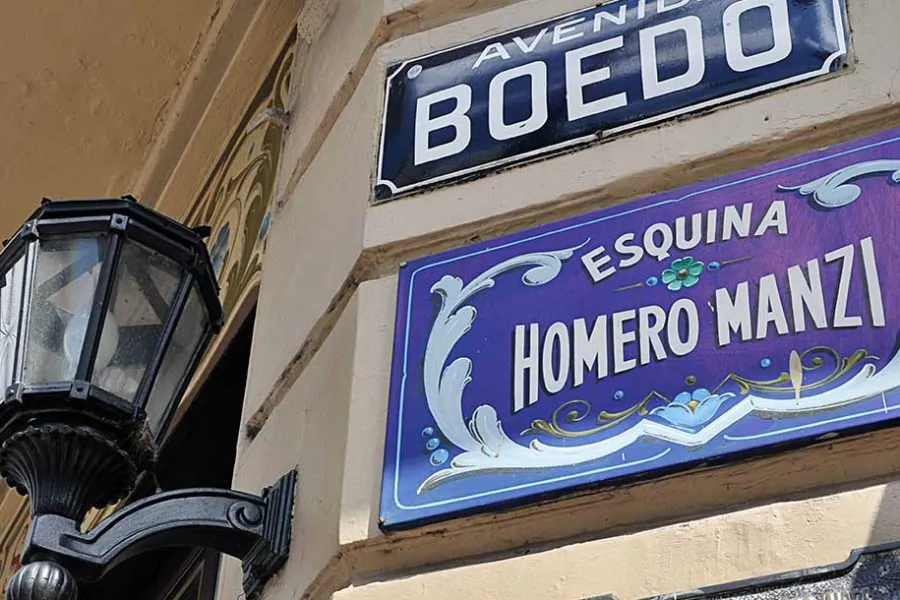 AVENIDA
BOEDO
ESQUINA
HOMERO MANZI